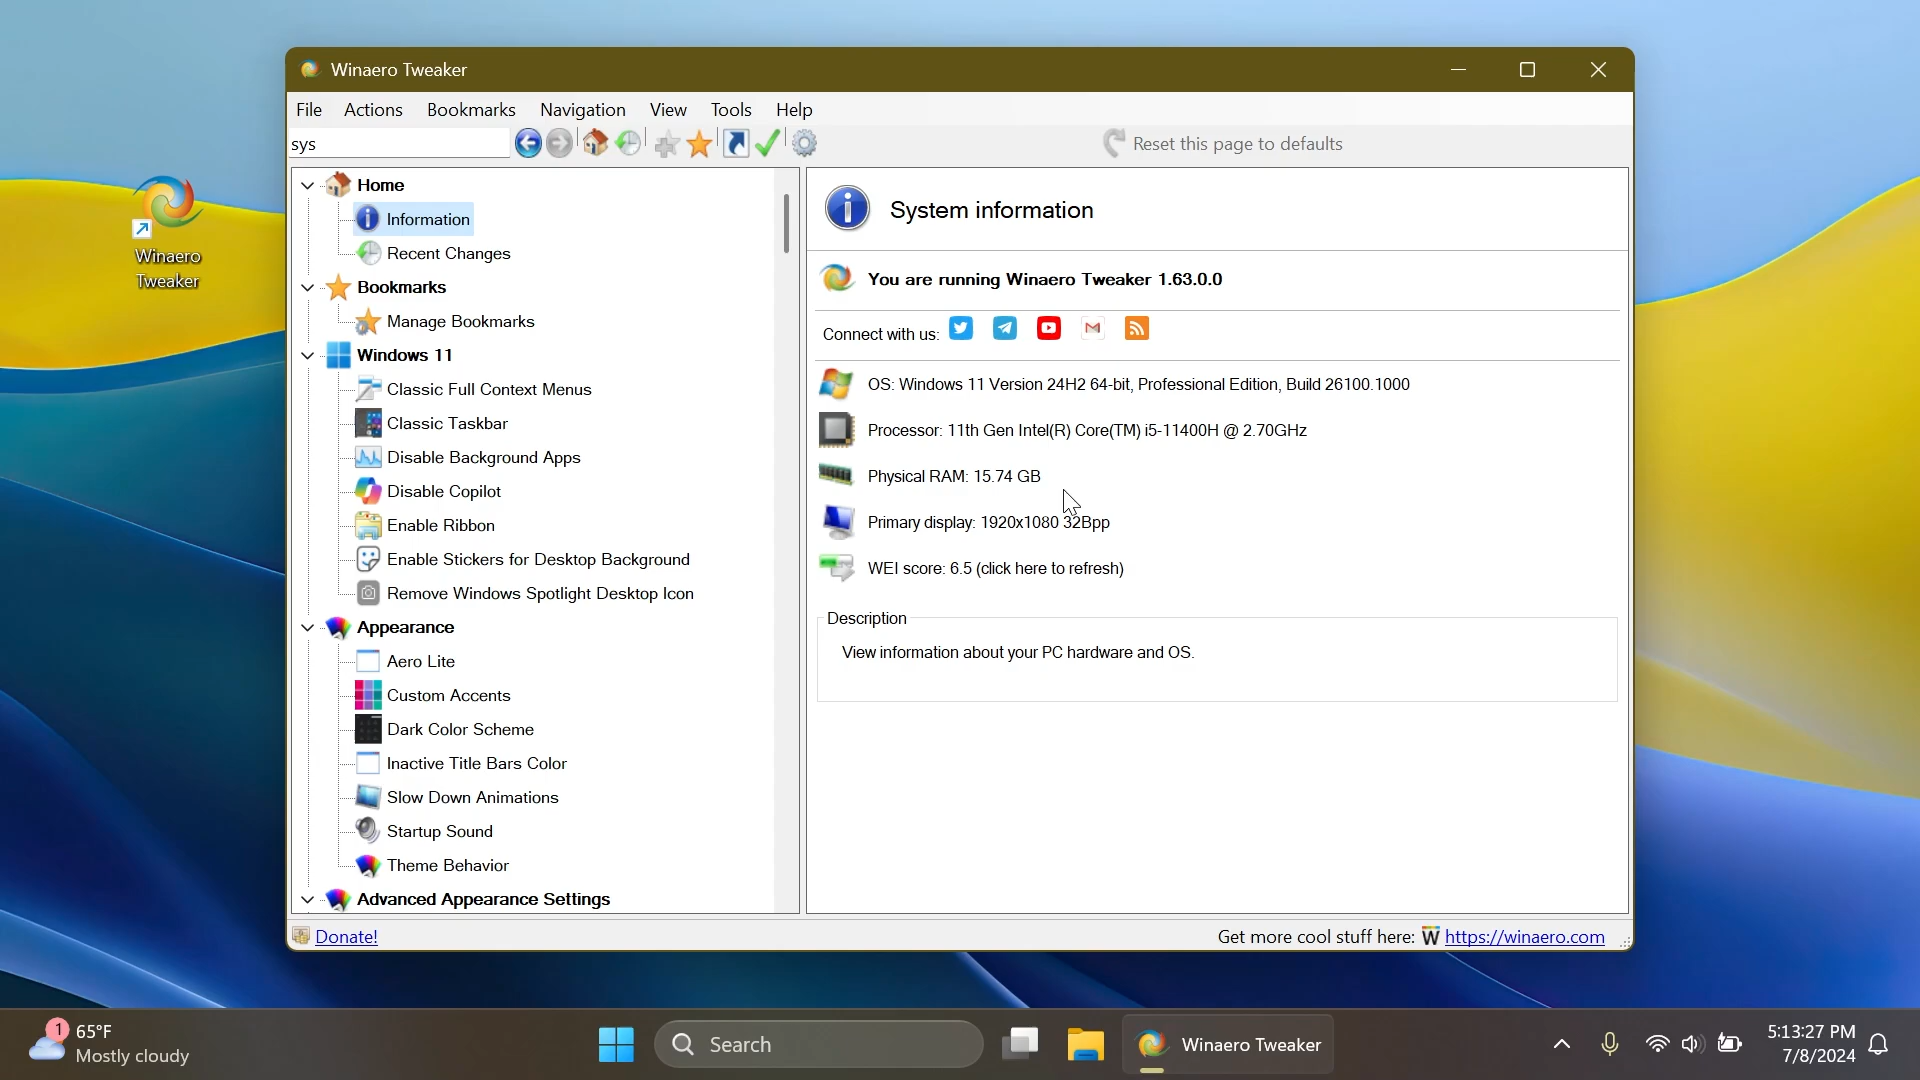 Winaero Tweaker
File Actions Bookmarks Navigation View Tools Help
sys
Reset this page to defaults
Winaero
Tweaker
Home
Information
Recent Changes
Bookmarks
Manage Bookmarks
Windows 11
Classic Full Context Menus
Classic Taskbar
Disable Background Apps
Disable Copilot
Enable Ribbon
Enable Stickers for Desktop Background
Remove Windows Spotlight Desktop Icon
Appearance
Aero Lite
Custom Accents
Dark Color Scheme
Inactive Title Bars Color
Slow Down Animations
Startup Sound
Theme Behavior
Advanced Appearance Settings
System information
You are running Winaero Tweaker 1.63.0.0
Connect with us:
OS: Windows 11 Version 24H2 64-bit, Professional Edition, Build 26100.1000
Processor: 11th Gen Intel(R) Core(TM) i5-11400H @ 2.70GHz
Physical RAM: 15.74 GB
Primary display: 1920x1080 32Bpp
WEI score: 6.5 (click here to refresh)
Description
View information about your PC hardware and OS.
Donate!
Get more cool stuff here: W https://winaero.com
1
65°F
Mostly cloudy
Search
Winaero Tweaker
5:13:27 PM
7/8/2024